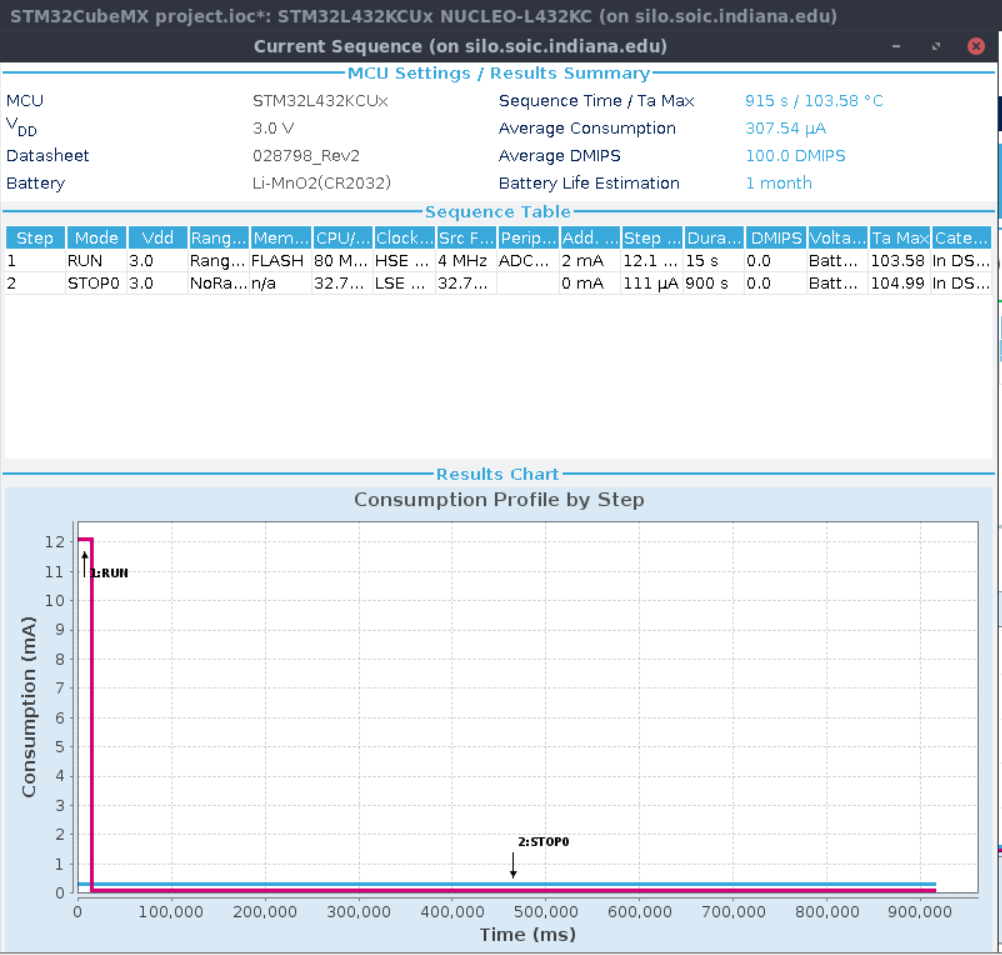 STM32CubeMX project.ioc*: STM32L432KCUx NUCLEO-L432KC (on silo.soic.indiana.edu)
Current Sequence (on silo.soic.indiana.edu)
MCU Settings / Results Summary
MCU STM32L432KCUx Sequence Time / Ta Max 915 s / 103.58 °C
VDD 3.0 V Average Consumption 307.54 µA
Datasheet 028798_Rev2 Average DMIPS 100.0 DMIPS
Battery Li-MnO2(CR2032) Battery Life Estimation 1 month
Sequence Table
Step Mode Vdd Rang... Mem... CPU/... Clock... Src F... Perip... Add. ... Step ... Dura... DMIPS Volta... Ta Max Cate...
1 RUN 3.0 Rang... FLASH 80 M... HSE ... 4 MHz ADC... 2 mA 12.1 ... 15 s 0.0 Batt... 103.58 In DS...
2 STOP0 3.0 NoRa... n/a 32.7... LSE ... 32.7... 0 mA 111 µA 900 s 0.0 Batt... 104.99 In DS...
Results Chart
Consumption Profile by Step
Consumption (mA)
12
11
10
9
8
7
6
5
4
3
2
1
0
1:RUN
2:STOP0
0 100,000 200,000 300,000 400,000 500,000 600,000 700,000 800,000 900,000
Time (ms)